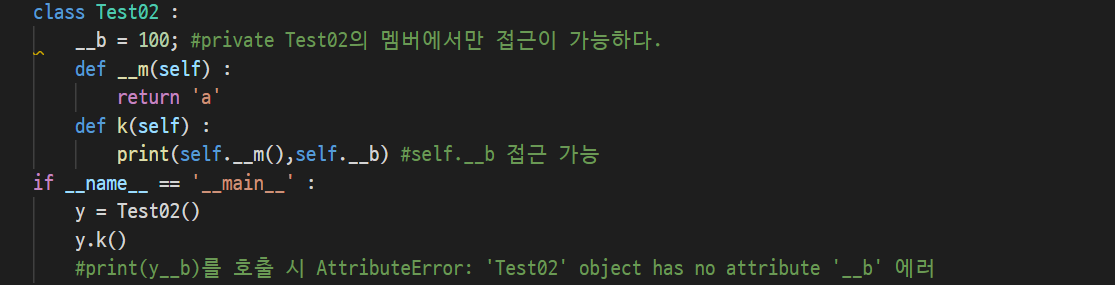 class Test02 :
    __b = 100; #private Test02의 멤버에서만 접근이 가능하다.
    def __m(self) :
        return 'a'
    def k(self) :
        print(self.__m(),self.__b) #self.__b 접근 가능
if __name__ == '__main__' :
    y = Test02()
    y.k()
    #print(y__b)를 호출 시 AttributeError: 'Test02' object has no attribute '__b' 에러